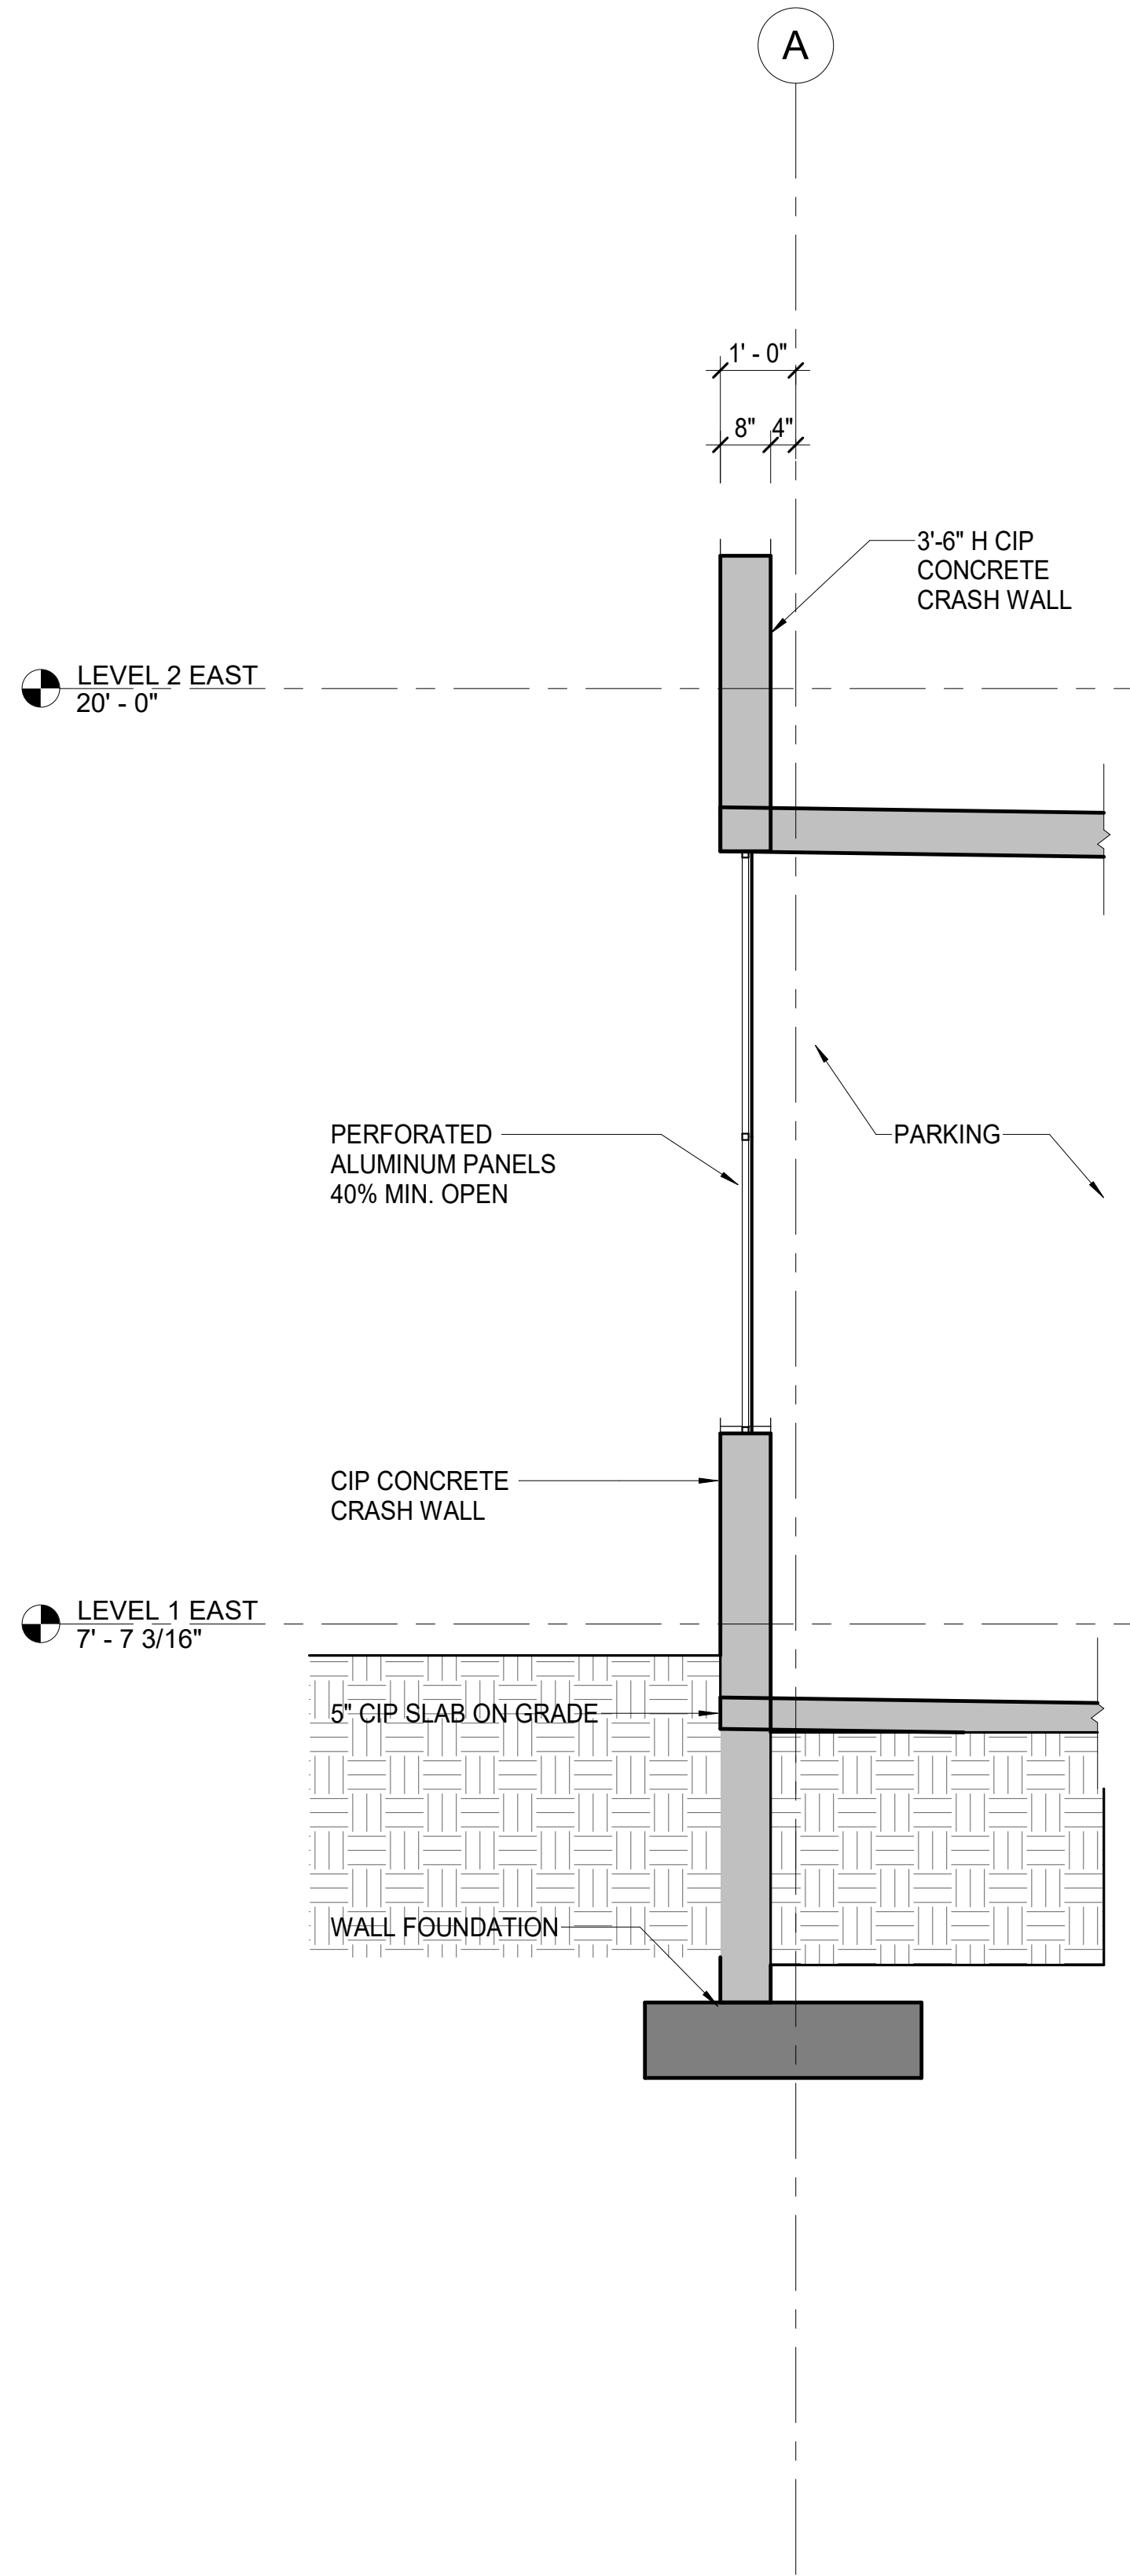 A
1' - 0"
8" 4"
3'-6" H CIP
CONCRETE
CRASH WALL
LEVEL 2 EAST
20' - 0"
PERFORATED
ALUMINUM PANELS
40% MIN. OPEN
PARKING
CIP CONCRETE
CRASH WALL
LEVEL 1 EAST
7' - 7 3/16"
5" CIP SLAB ON GRADE
WALL FOUNDATION